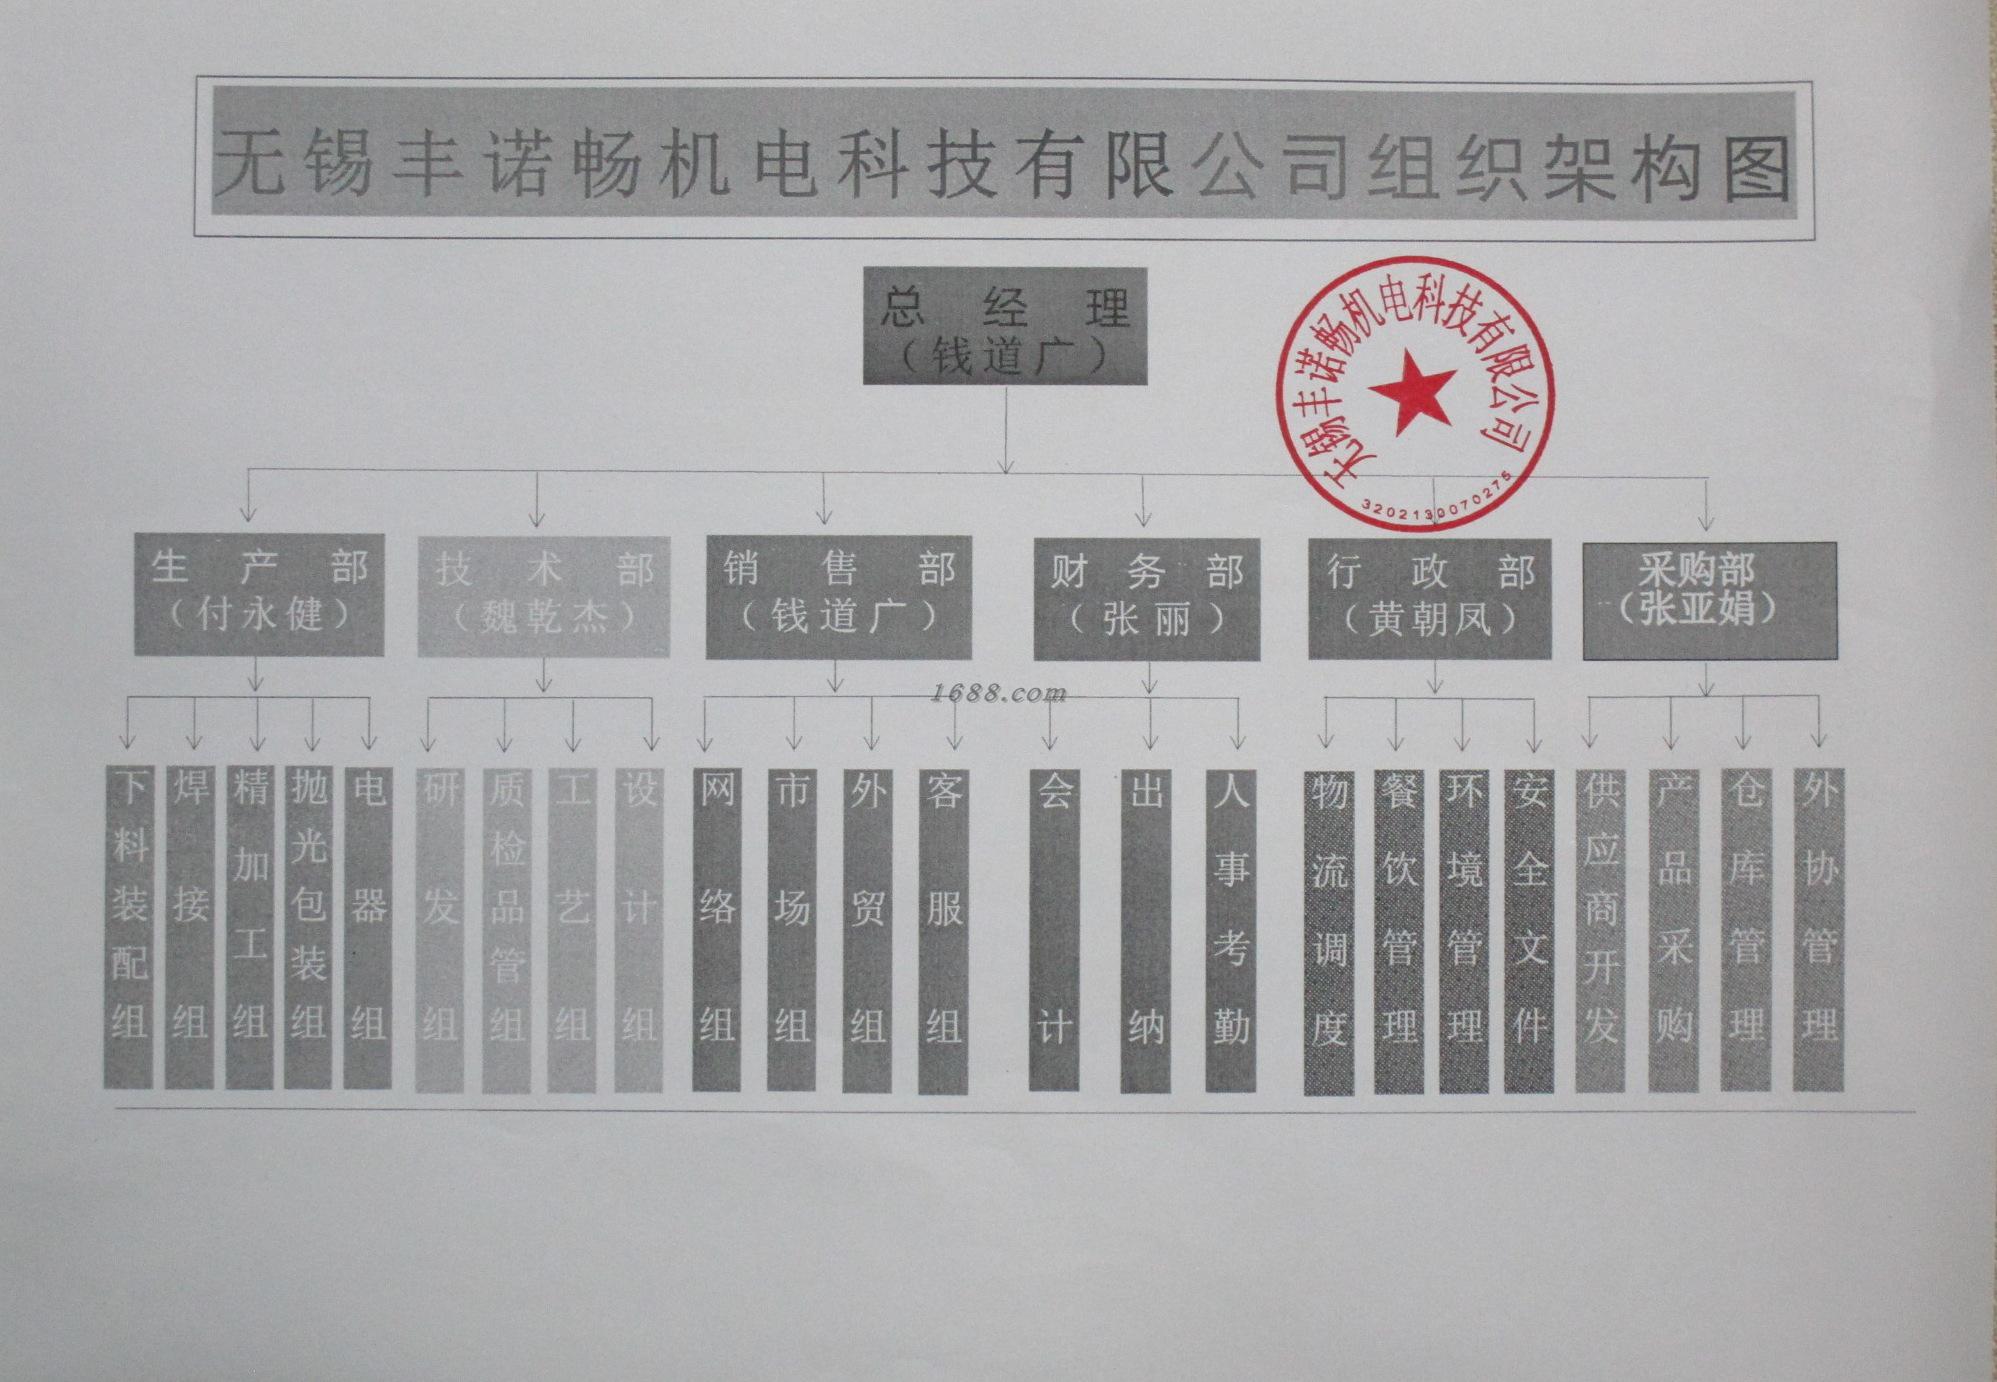 无锡丰诺畅机电科技有限公司组织架构图
总经理
（钱道广）
无锡丰诺畅机电科技有限公司
3202130070275
生产部
（付永健）
技术部
（魏乾杰）
销售部
（钱道广）
财务部
（张丽）
行政部
（黄朝凤）
采购部
（张亚娟）
1688.com
下料装配组
焊接组
精加工组
抛光包装组
电器组
研发组
质检品管组
工艺组
设计组
网络组
市场组
外贸组
客服组
会计
出纳
人事考勤
物流调度
餐饮管理
环境管理
安全文件
供应商开发
产品采购
仓库管理
外协管理